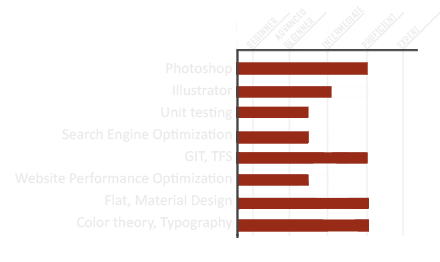 BEGINNER
ADVANCED
BEGINNER
INTERMEDIATE
PROFICIENT
EXPERT
Photoshop
Illustrator
Unit testing
Search Engine Optimization
GIT, TFS
Website Performance Optimization
Flat, Material Design
Color theory, Typography